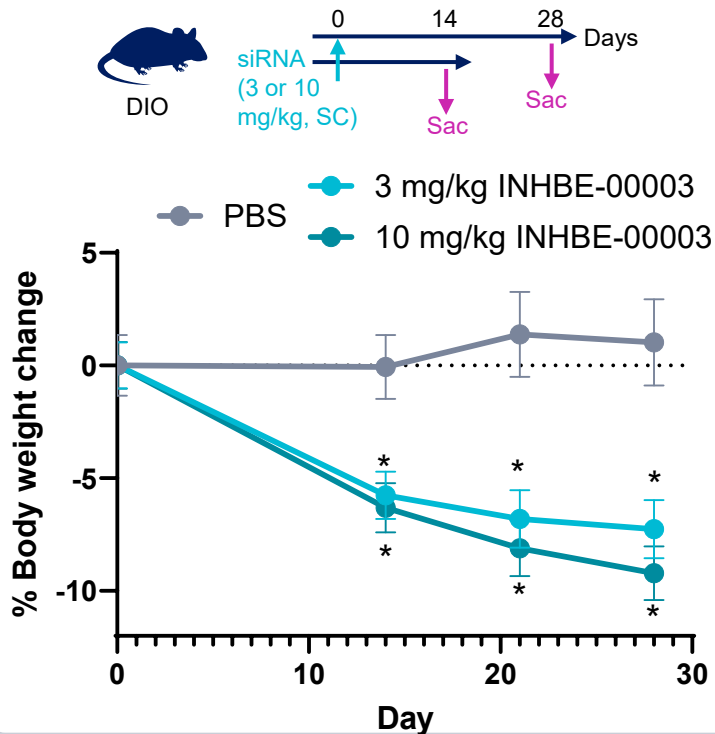 0 14 28
Days
siRNA
(3 or 10
mg/kg, SC)
DIO
Sac
Sac
PBS
3 mg/kg INHBE-00003
10 mg/kg INHBE-00003
% Body weight change
5
0
-5
-10
* * *
* * *
0 10 20 30
Day